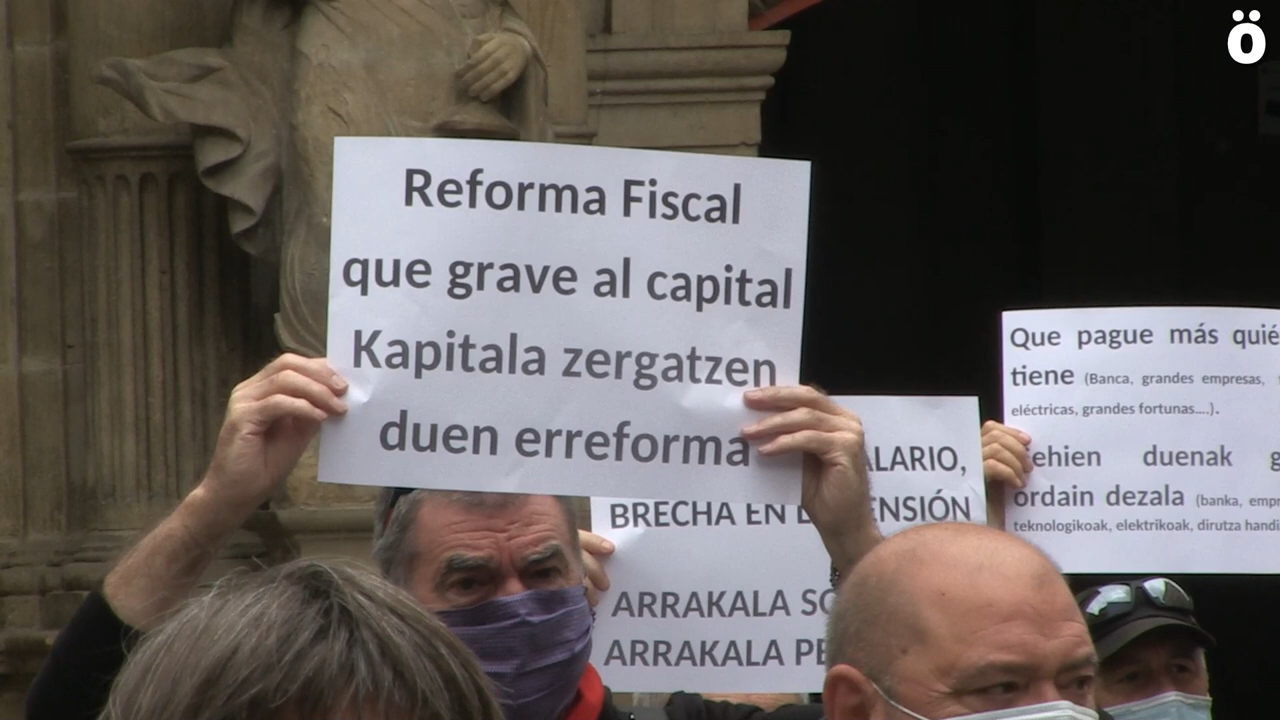 ö
Reforma Fiscal
que grave al capital
Kapitala zergatzen
duen erreforma
BRECHA EN
ARRAKALA
ARRAKALA
Que pague más
tiene (Banca, grandes empresas,
eléctricas, grandes fortunas....).
duenak
ordain dezala (banka,
teknologikoak, elektrikoak, dirutza